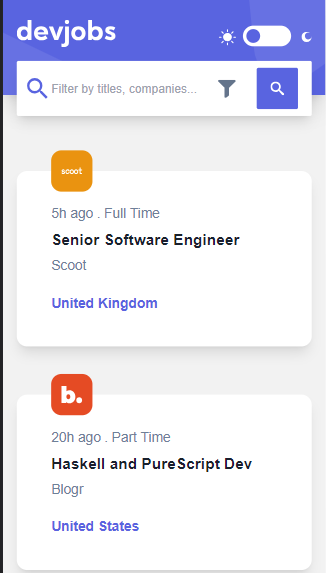 devjobs
Filter by titles, companies...
scoot
5h ago . Full Time
Senior Software Engineer
Scoot
United Kingdom
b.
20h ago . Part Time
Haskell and PureScript Dev
Blogr
United States